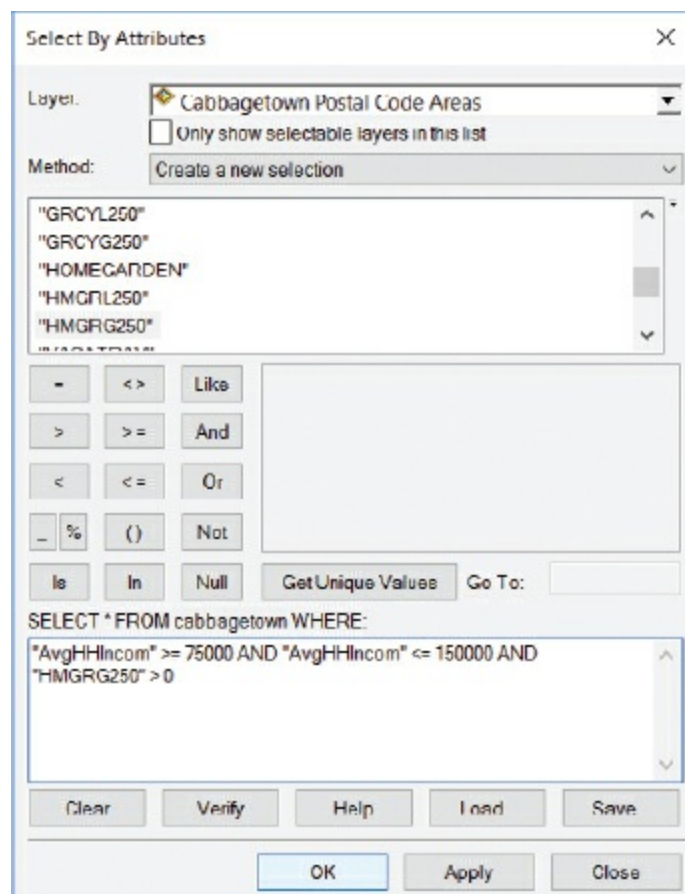 Select By Attributes
Layer:
Cabbagetown Postal Code Areas
Only show selectable layers in this list
Method:
Create a new selection
"GRCYL250"
"GRCYG250"
"HOMEGARDEN"
"HMGRL250"
"HMGRG250"
= <> Like
> >= And
< <= Or
_ % () Not
Is In Null Get Unique Values Go To:
SELECT * FROM cabbagetown WHERE:
"AvgHHIncom" >= 75000 AND "AvgHHIncom" <= 150000 AND
"HMGRG250" > 0
Clear Verify Help Load Save
OK Apply Close